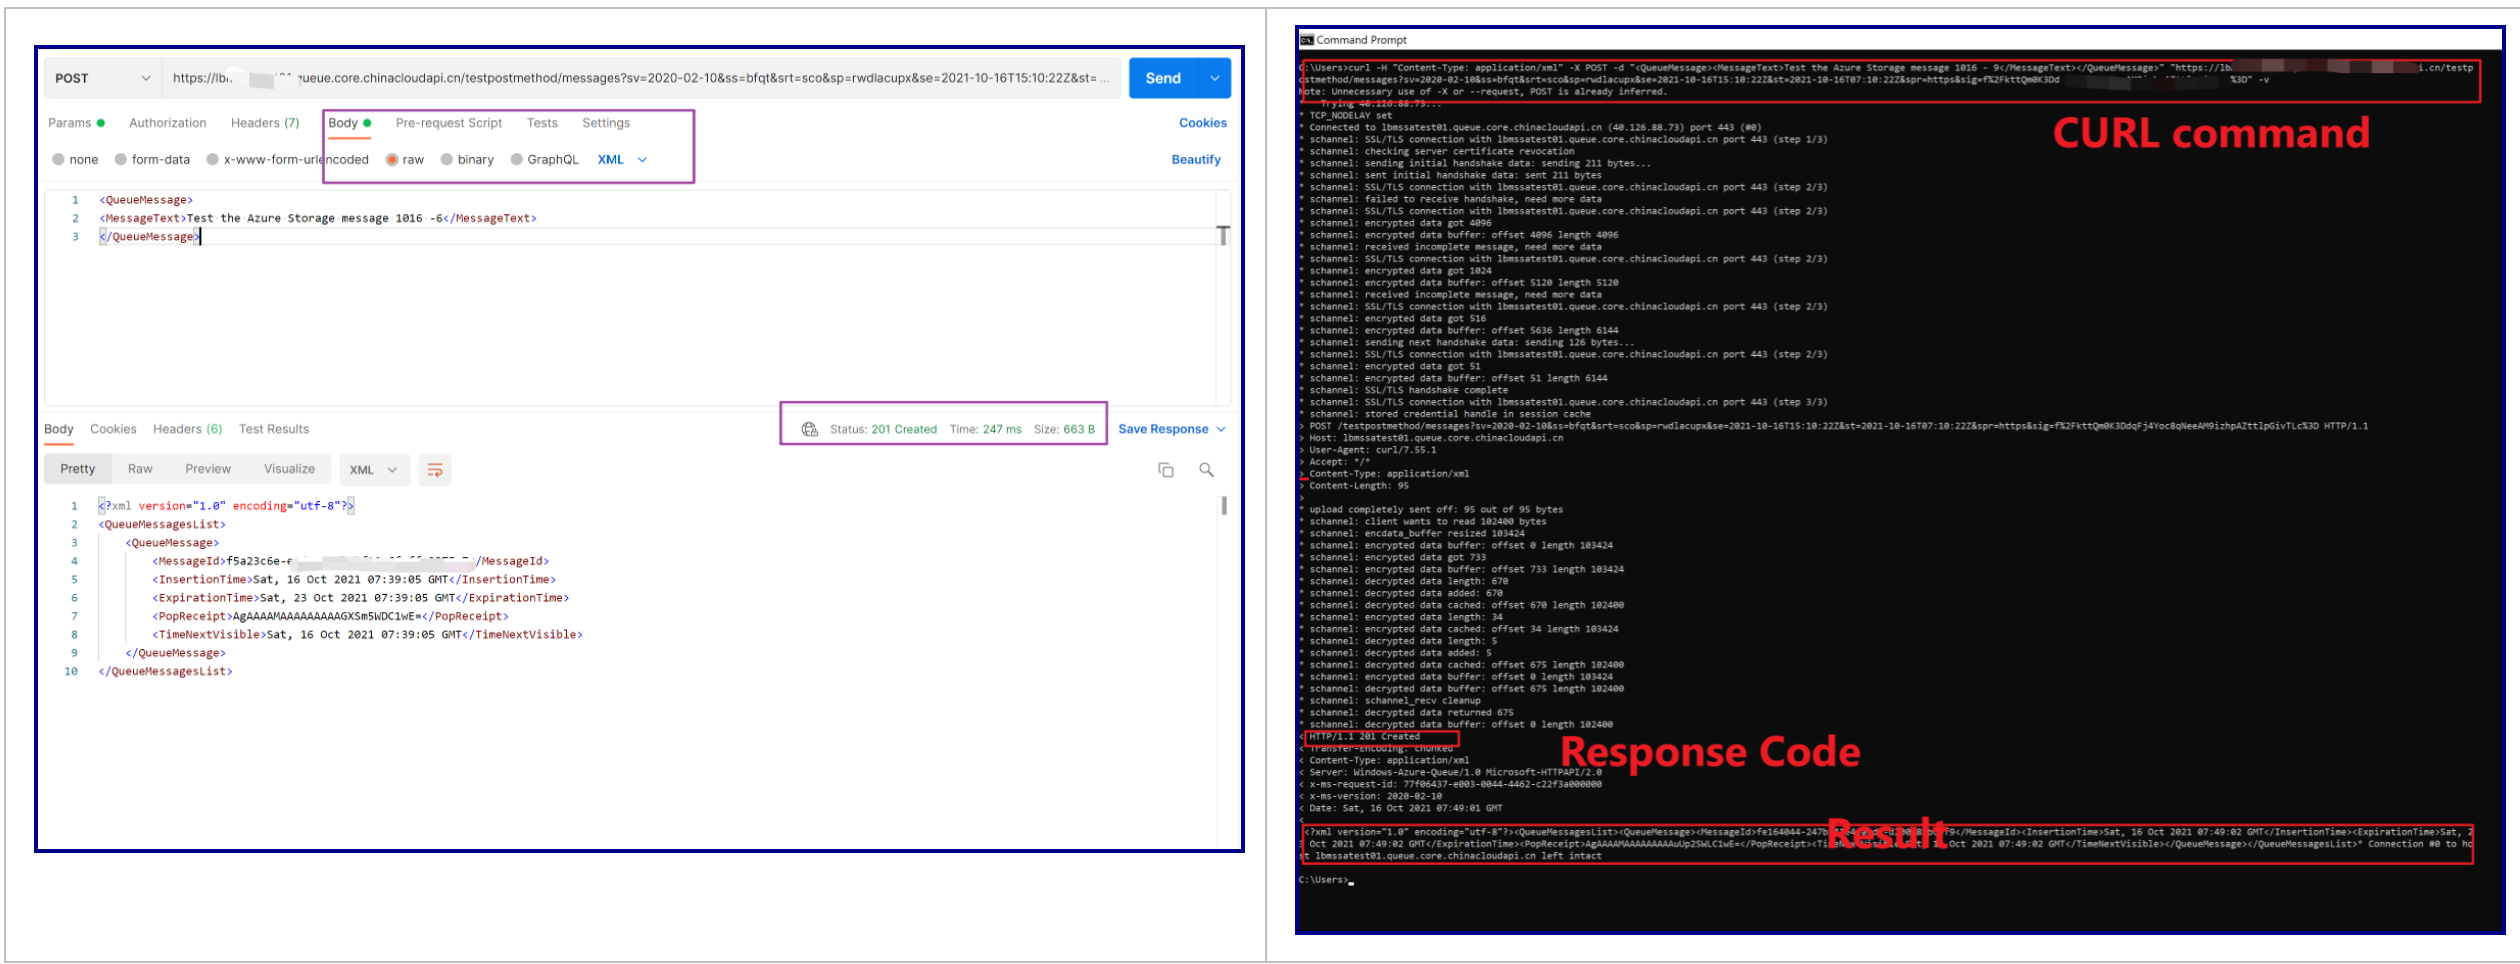 POST
https://lb
queue.core.chinacloudapi.cn/testpostmethod/messages?sv=2020-02-10&ss=bfqt&srt=sco&sp=rwdlacupx&se=2021-10-16T15:10:22Z&st= ...
Send
Params
Authorization
Headers (7)
Body
Pre-request Script
Tests
Settings
Cookies
none
form-data
x-www-form-urlencoded
raw
binary
GraphQL
XML
Beautify
1 <QueueMessage>
2 <MessageText>Test the Azure Storage message 1016 -6</MessageText>
3 </QueueMessage>
Body
Cookies
Headers (6)
Test Results
Status: 201 Created Time: 247 ms Size: 663 B
Save Response
Pretty
Raw
Preview
Visualize
XML
1 <?xml version="1.0" encoding="utf-8"?>
2 <QueueMessagesList>
3 <QueueMessage>
4 <MessageId>f5a23c6e- /MessageId>
5 <InsertionTime>Sat, 16 Oct 2021 07:39:05 GMT</InsertionTime>
6 <ExpirationTime>Sat, 23 Oct 2021 07:39:05 GMT</ExpirationTime>
7 <PopReceipt>AgAAAAMAAAAAAAAAGXSm5WDC1wE=</PopReceipt>
8 <TimeNextVisible>Sat, 16 Oct 2021 07:39:05 GMT</TimeNextVisible>
9 </QueueMessage>
10 </QueueMessagesList>
Command Prompt
C:\Users>curl -H "Content-Type: application/xml" -X POST -d "<QueueMessage><MessageText>Test the Azure Storage message 1016 - 9</MessageText></QueueMessage>" "https://lb i.cn/testp
ostmethod/messages?sv=2020-02-10&ss=bfqt&srt=sco&sp=rwdlacupx&se=2021-10-16T15:10:22Z&st=2021-10-16T07:10:22Z&spr=https&sig=f%2FkttQm0K3Dd %3D" -v
Note: Unnecessary use of -X or --request, POST is already inferred.
* Trying 40.126.88.73...
* TCP_NODELAY set
* Connected to lbmssatest01.queue.core.chinacloudapi.cn (40.126.88.73) port 443 (#0)
* schannel: SSL/TLS connection with lbmssatest01.queue.core.chinacloudapi.cn port 443 (step 1/3)
* schannel: checking server certificate revocation
* schannel: sending initial handshake data: sending 211 bytes...
* schannel: sent initial handshake data: sent 211 bytes
* schannel: SSL/TLS connection with lbmssatest01.queue.core.chinacloudapi.cn port 443 (step 2/3)
* schannel: failed to receive handshake, need more data
* schannel: SSL/TLS connection with lbmssatest01.queue.core.chinacloudapi.cn port 443 (step 2/3)
* schannel: encrypted data got 4096
* schannel: encrypted data buffer: offset 4096 length 4096
* schannel: received incomplete message, need more data
* schannel: SSL/TLS connection with lbmssatest01.queue.core.chinacloudapi.cn port 443 (step 2/3)
* schannel: encrypted data got 1024
* schannel: encrypted data buffer: offset 5120 length 5120
* schannel: received incomplete message, need more data
* schannel: SSL/TLS connection with lbmssatest01.queue.core.chinacloudapi.cn port 443 (step 2/3)
* schannel: encrypted data got 516
* schannel: encrypted data buffer: offset 5636 length 6144
* schannel: sending next handshake data: sending 126 bytes...
* schannel: SSL/TLS connection with lbmssatest01.queue.core.chinacloudapi.cn port 443 (step 2/3)
* schannel: encrypted data got 51
* schannel: encrypted data buffer: offset 51 length 6144
* schannel: SSL/TLS handshake complete
* schannel: SSL/TLS connection with lbmssatest01.queue.core.chinacloudapi.cn port 443 (step 3/3)
* schannel: stored credential handle in session cache
> POST /testpostmethod/messages?sv=2020-02-10&ss=bfqt&srt=sco&sp=rwdlacupx&se=2021-10-16T15:10:22Z&st=2021-10-16T07:10:22Z&spr=https&sig=f%2FkttQm0K3DdqFj4Yoc8qNeeAM9izhpAZttlpGivTLc%3D HTTP/1.1
> Host: lbmssatest01.queue.core.chinacloudapi.cn
> User-Agent: curl/7.55.1
> Accept: */*
> Content-Type: application/xml
> Content-Length: 95
>
* upload completely sent off: 95 out of 95 bytes
* schannel: client wants to read 102400 bytes
* schannel: encdata_buffer resized 103424
* schannel: encrypted data buffer: offset 0 length 103424
* schannel: encrypted data got 733
* schannel: encrypted data buffer: offset 733 length 103424
* schannel: decrypted data length: 670
* schannel: decrypted data added: 670
* schannel: decrypted data cached: offset 670 length 102400
* schannel: encrypted data length: 34
* schannel: encrypted data cached: offset 34 length 103424
* schannel: decrypted data length: 5
* schannel: decrypted data added: 5
* schannel: decrypted data cached: offset 675 length 102400
* schannel: encrypted data buffer: offset 0 length 103424
* schannel: decrypted data buffer: offset 675 length 102400
* schannel: schannel_recv cleanup
* schannel: decrypted data returned 675
* schannel: decrypted data buffer: offset 0 length 102400
< HTTP/1.1 201 Created
< Transfer-Encoding: chunked
< Content-Type: application/xml
< Server: Windows-Azure-Queue/1.0 Microsoft-HTTPAPI/2.0
< x-ms-request-id: 77f06437-e003-0044-4462-c22f3a000000
< x-ms-version: 2020-02-10
< Date: Sat, 16 Oct 2021 07:49:01 GMT
<
<?xml version="1.0" encoding="utf-8"?><QueueMessagesList><QueueMessage><MessageId>fe164044-247b </MessageId><InsertionTime>Sat, 16 Oct 2021 07:49:02 GMT</InsertionTime><ExpirationTime>Sat, 2
Oct 2021 07:49:02 GMT</ExpirationTime><PopReceipt>AgAAAAMAAAAAAAAAuUp2SWLC1wE=</PopReceipt> Oct 2021 07:49:02 GMT</TimeNextVisible></QueueMessage></QueueMessagesList>* Connection #0 to ho
st lbmssatest01.queue.core.chinacloudapi.cn left intact
C:\Users>
CURL command
Response Code
Result